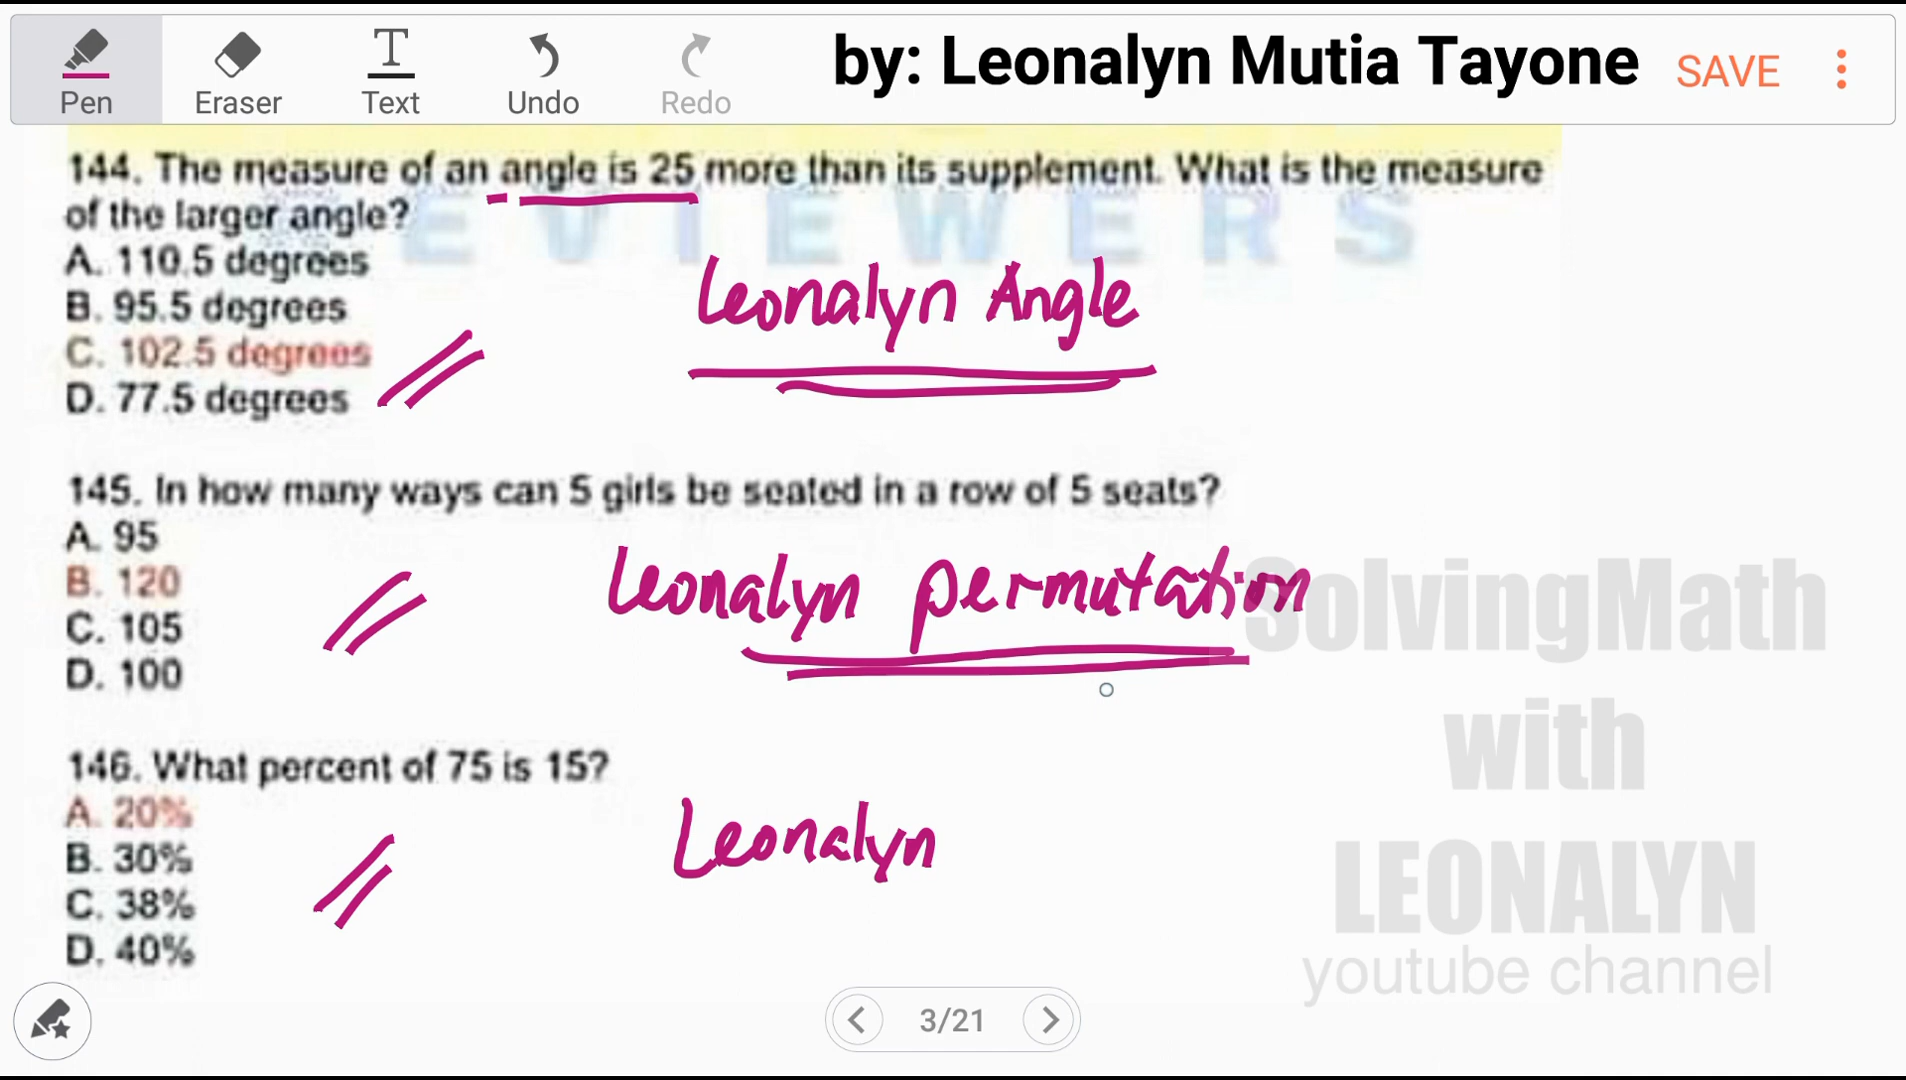 Pen
Eraser
Text
Undo
Redo
by: Leonalyn Mutia Tayone
SAVE
144. The measure of an angle is 25 more than its supplement. What is the measure
of the larger angle?
EVIEWERS
A. 110.5 degrees
B. 95.5 degrees
C. 102.5 degrees
D. 77.5 degrees
Leonalyn Angle
145. In how many ways can 5 girls be seated in a row of 5 seats?
A. 95
B. 120
C. 105
D. 100
Leonalyn permutation
146. What percent of 75 is 15?
A. 20%
B. 30%
C. 38%
D. 40%
Leonalyn
SolvingMath
with
LEONALYN
youtube channel
3/21